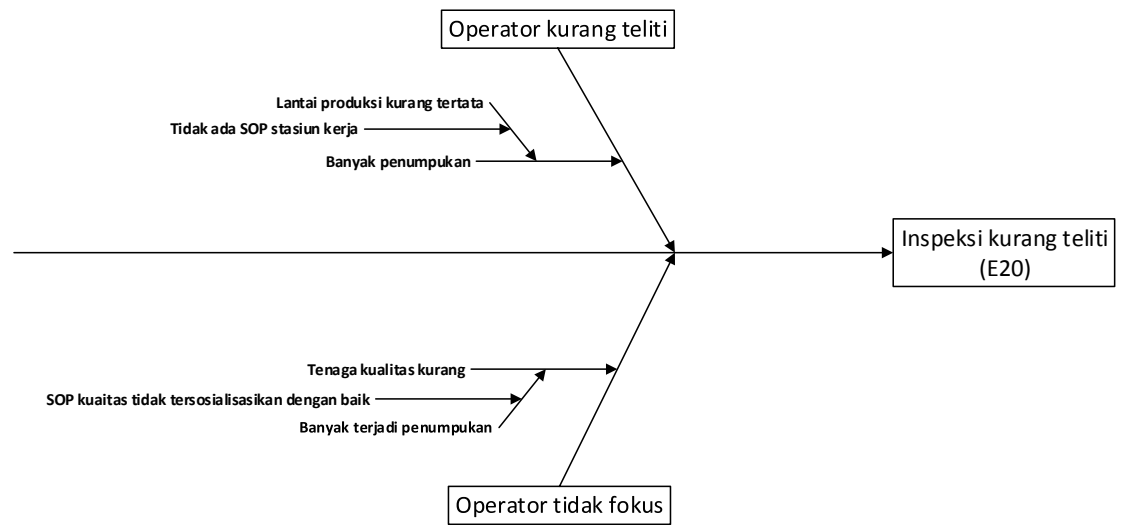 Operator kurang teliti
Lantai produksi kurang tertata
Tidak ada SOP stasiun kerja
Banyak penumpukan
Inspeksi kurang teliti
(E20)
Tenaga kualitas kurang
SOP kuaitas tidak tersosialisasikan dengan baik
Banyak terjadi penumpukan
Operator tidak fokus